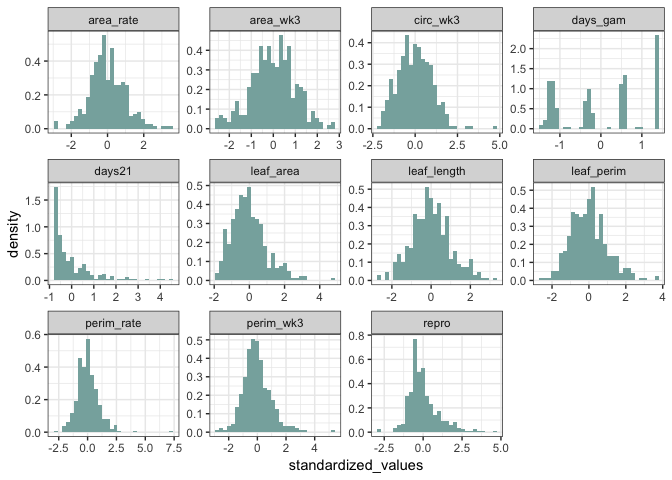 area_rate area_wk3 circ_wk3 days_gam
0.4 0.2 0.0
0.4 0.3 0.2 0.1 0.0
0.4 0.3 0.2 0.1 0.0
2.0 1.5 1.0 0.5 0.0
-2 0 2
-2 -1 0 1 2 3
-2.5 0.0 2.5 5.0
-1 0 1
days21 leaf_area leaf_length leaf_perim
1.5 1.0 0.5 0.0
0.5 0.4 0.3 0.2 0.1 0.0
0.5 0.4 0.3 0.2 0.1 0.0
0.5 0.4 0.3 0.2 0.1 0.0
-1 0 1 2 3 4
-2 0 2 4
-2 0 2
-2 0 2 4
perim_rate perim_wk3 repro
0.6 0.4 0.2 0.0
0.5 0.4 0.3 0.2 0.1 0.0
0.8 0.6 0.4 0.2 0.0
-2.5 0.0 2.5 5.0 7.5
-2 0 2 4
-2.5 0.0 2.5 5.0
density
standardized_values